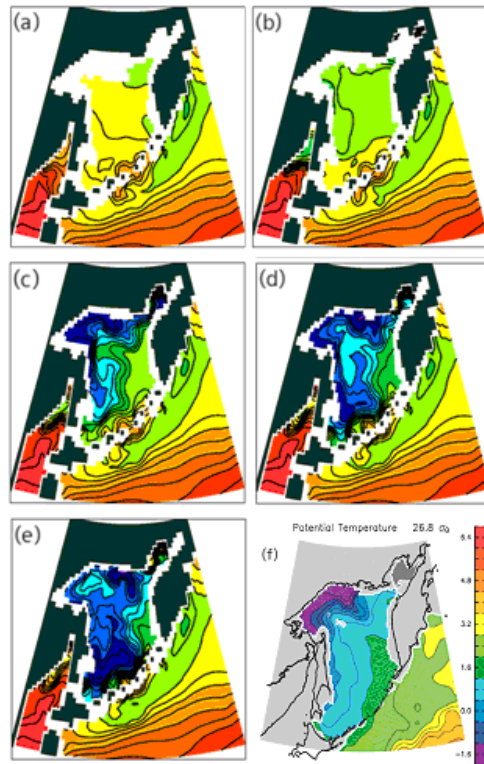 (a)
(b)
(c)
(d)
(e)
(f)
Potential Temperature 26.8 σθ
6.4
4.8
3.2
1.6
0.0
-1.6